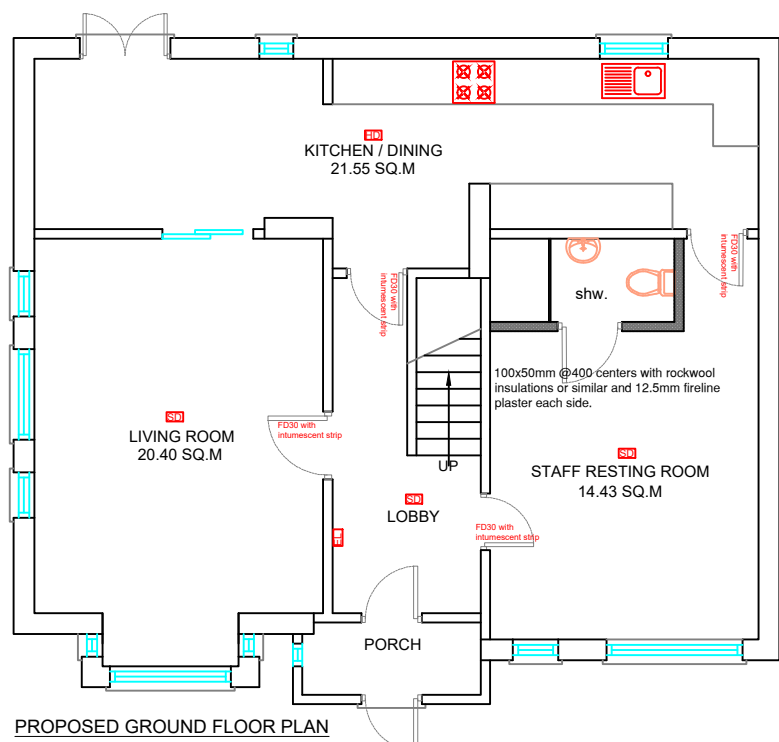 HD
KITCHEN / DINING
21.55 SQ.M
FD30 with
intumescent strip
FD30 with
intumescent strip
shw.
100x50mm @400 centers with rockwool
insulations or similar and 12.5mm fireline
plaster each side.
SD
LIVING ROOM
20.40 SQ.M
FD30 with
intumescent strip
UP
SD
STAFF RESTING ROOM
14.43 SQ.M
SD
LOBBY
FD30 with
intumescent strip
EL
PORCH
PROPOSED GROUND FLOOR PLAN